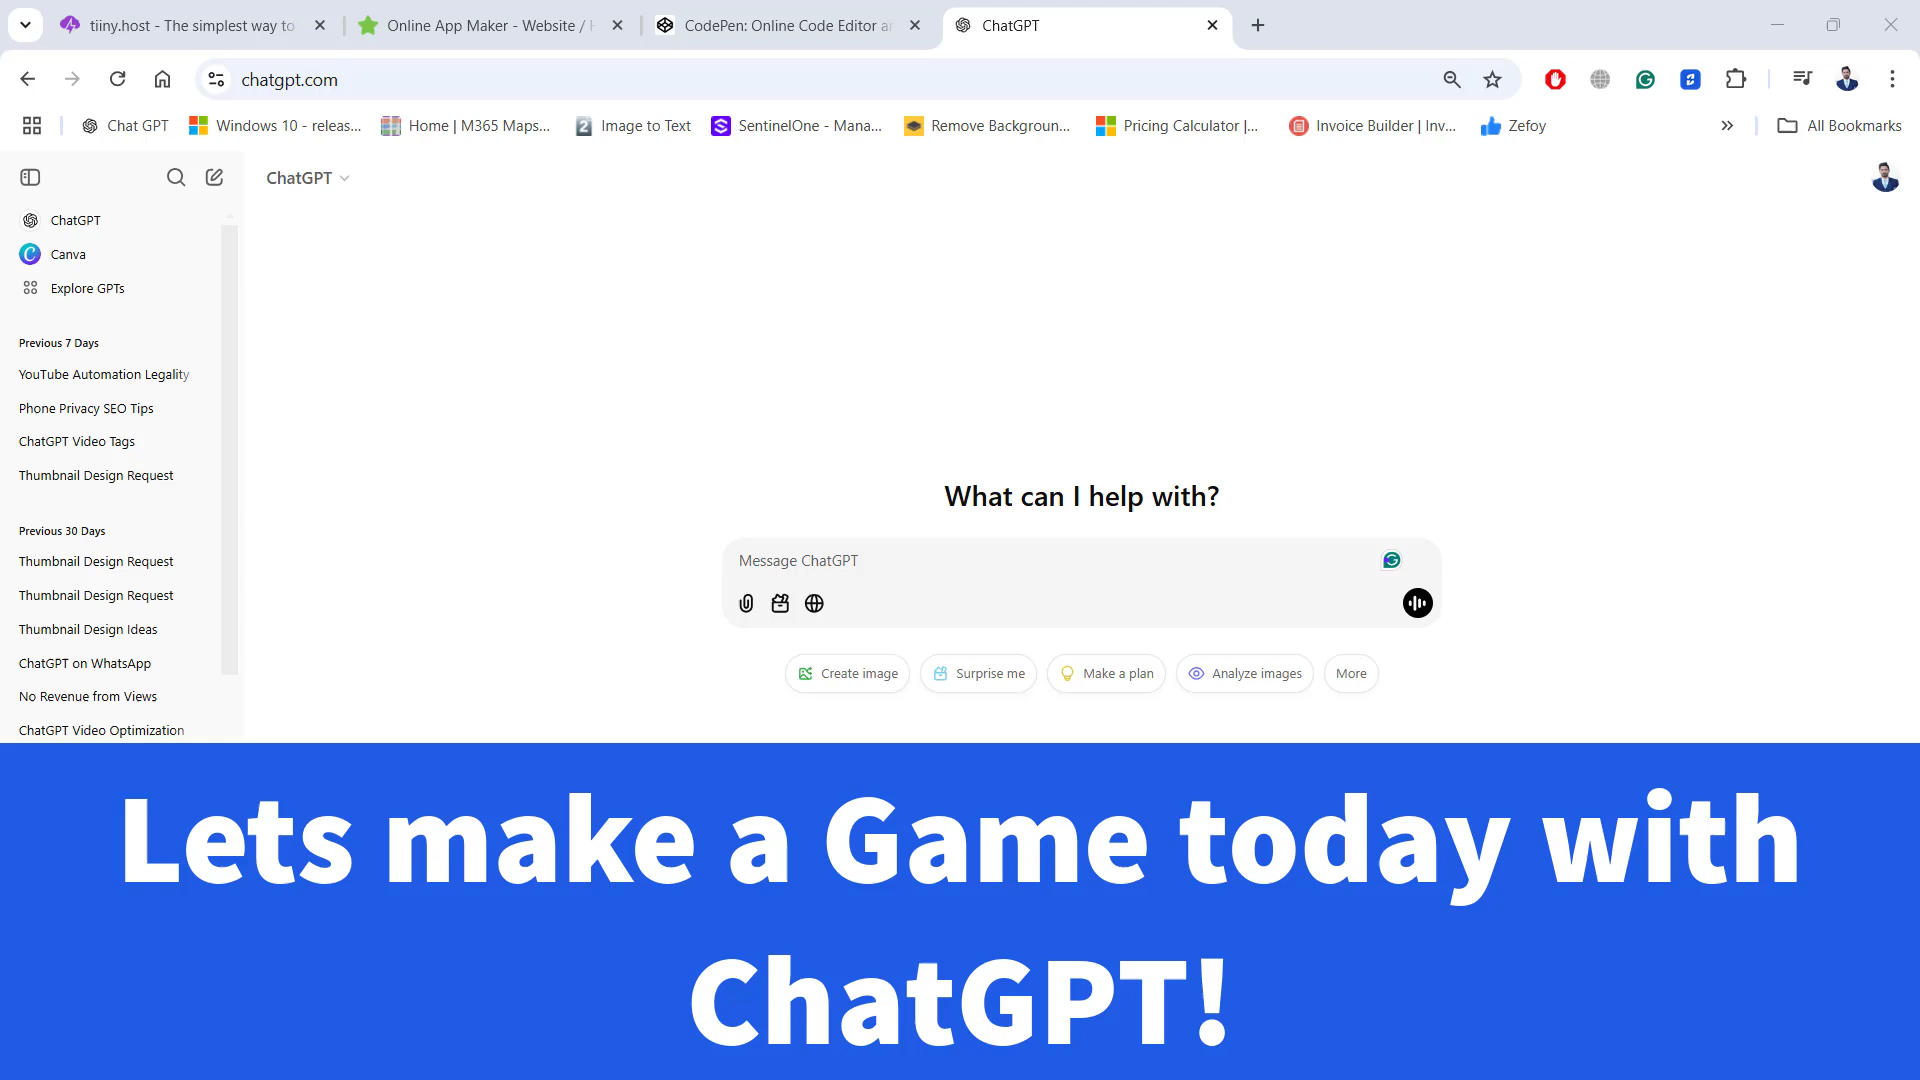 tiiny.host - The simplest way to
Online App Maker - Website /
CodePen: Online Code Editor a
ChatGPT
chatgpt.com
Chat GPT
Windows 10 - releas...
Home | M365 Maps...
Image to Text
SentinelOne - Mana...
Remove Backgroun...
Pricing Calculator |...
Invoice Builder | Inv...
Zefoy
All Bookmarks
ChatGPT
ChatGPT
Canva
Explore GPTs
Previous 7 Days
YouTube Automation Legality
Phone Privacy SEO Tips
ChatGPT Video Tags
Thumbnail Design Request
Previous 30 Days
Thumbnail Design Request
Thumbnail Design Request
Thumbnail Design Ideas
ChatGPT on WhatsApp
No Revenue from Views
ChatGPT Video Optimization
What can I help with?
Message ChatGPT
Create image
Surprise me
Make a plan
Analyze images
More
Lets make a Game today with
ChatGPT!